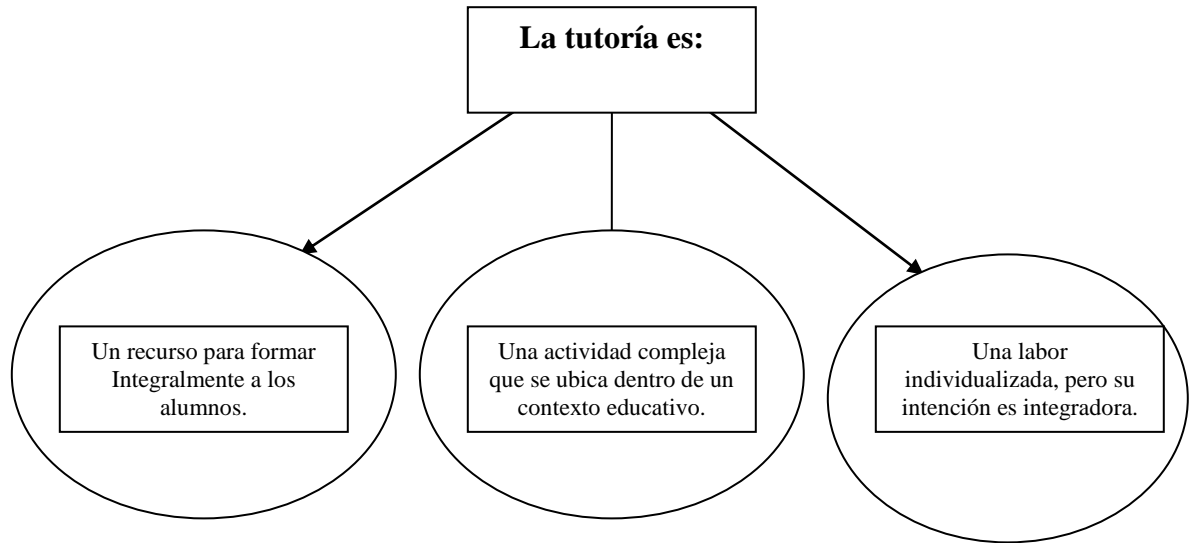 La tutoría es:
Un recurso para formar
Integralmente a los
alumnos.
Una actividad compleja
que se ubica dentro de un
contexto educativo.
Una labor
individualizada, pero su
intención es integradora.